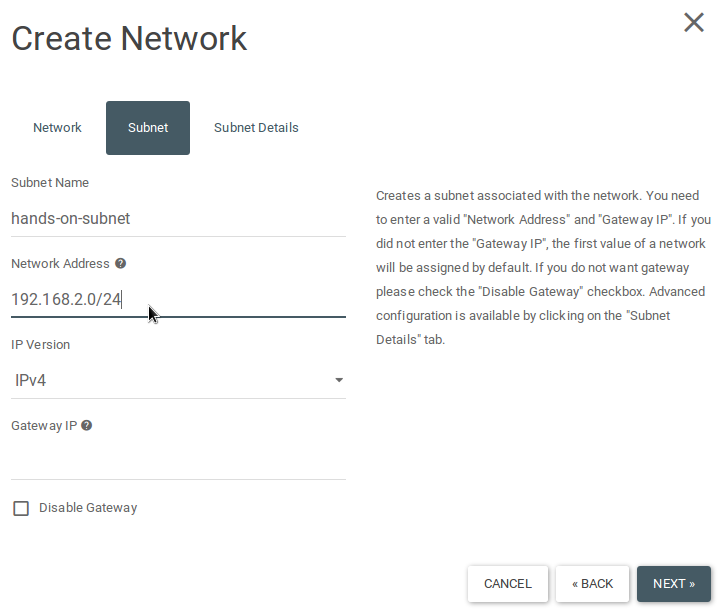 Create Network
Network
Subnet
Subnet Details
Subnet Name
hands-on-subnet
Network Address
192.168.2.0/24
IP Version
IPv4
Gateway IP
Disable Gateway
Creates a subnet associated with the network. You need
to enter a valid "Network Address" and "Gateway IP". If you
did not enter the "Gateway IP", the first value of a network
will be assigned by default. If you do not want gateway
please check the "Disable Gateway" checkbox. Advanced
configuration is available by clicking on the "Subnet
Details" tab.
CANCEL
« BACK
NEXT »